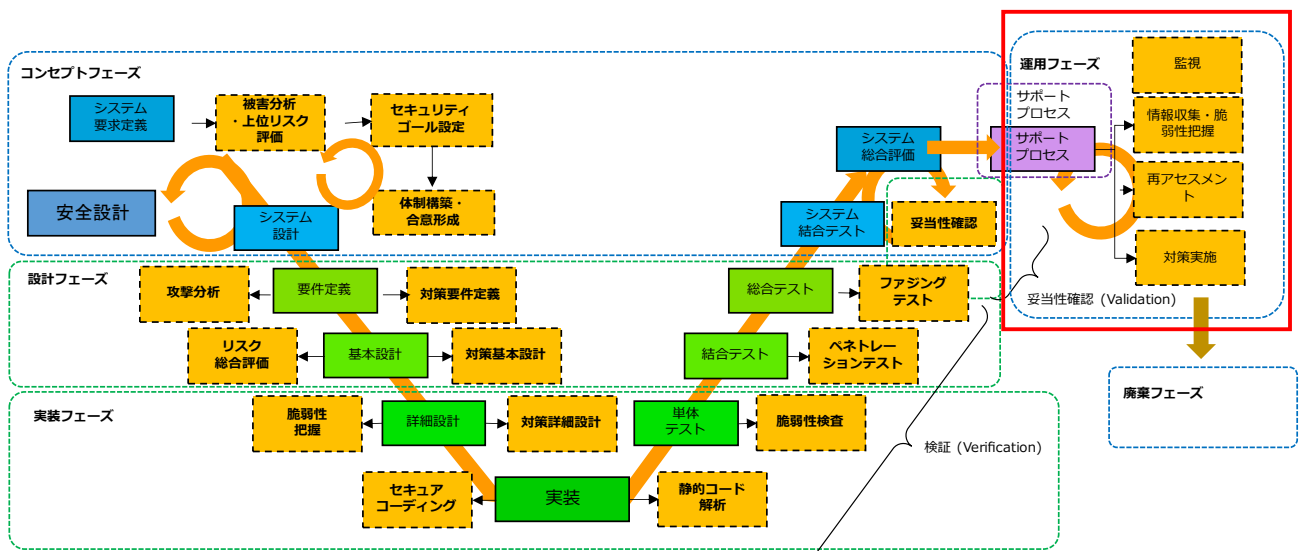 コンセプトフェーズ
システム
要求定義
被害分析
・上位リスク
評価
セキュリティ
ゴール設定
安全設計
システム
設計
体制構築・
合意形成
システム
総合評価
システム
結合テスト
妥当性確認
運用フェーズ
サポート
プロセス
サポート
プロセス
監視
情報収集・脆
弱性把握
再アセスメン
ト
対策実施
設計フェーズ
攻撃分析
要件定義
対策要件定義
リスク
総合評価
基本設計
対策基本設計
総合テスト
ファジング
テスト
結合テスト
ペネトレー
ションテスト
妥当性確認 (Validation)
実装フェーズ
脆弱性
把握
詳細設計
対策詳細設計
単体
テスト
脆弱性検査
セキュア
コーディング
実装
静的コード
解析
検証 (Verification)
廃棄フェーズ